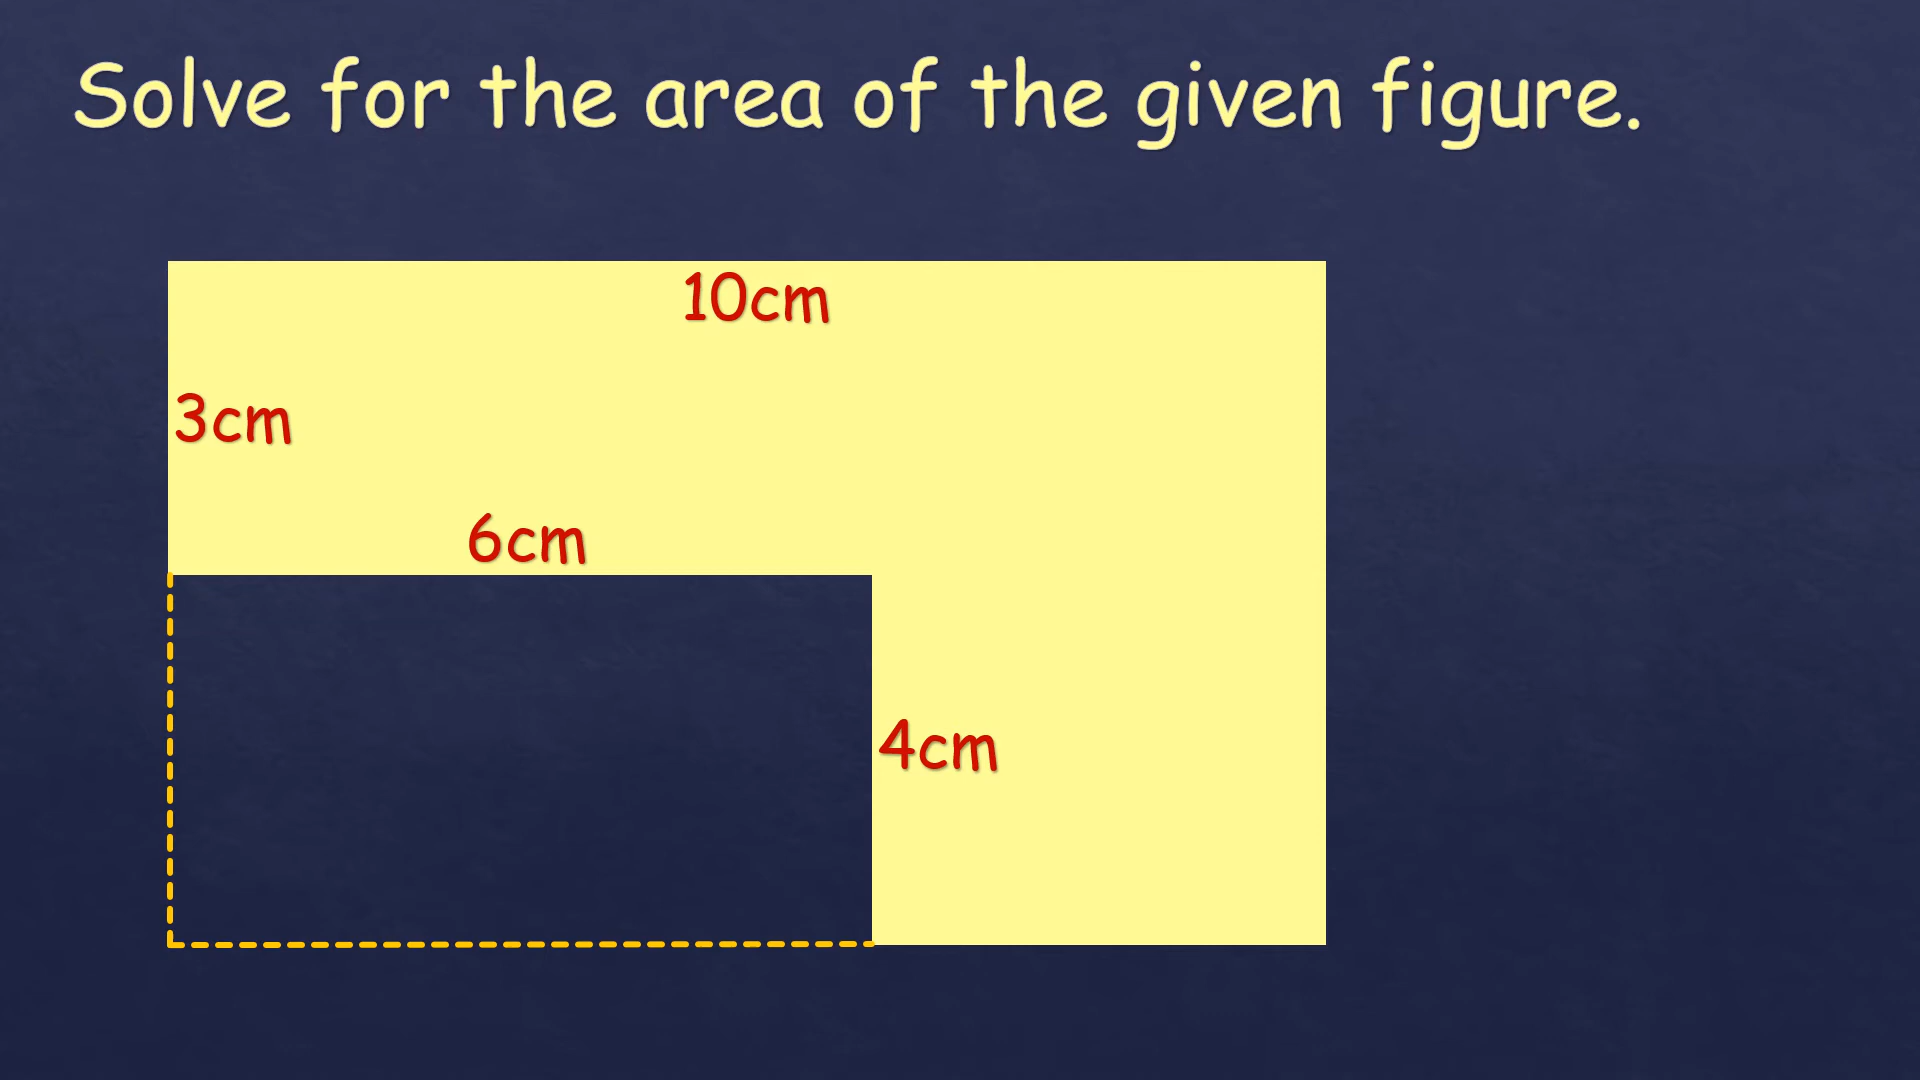 Solve for the area of the given figure.
10cm
3cm
6cm
4cm